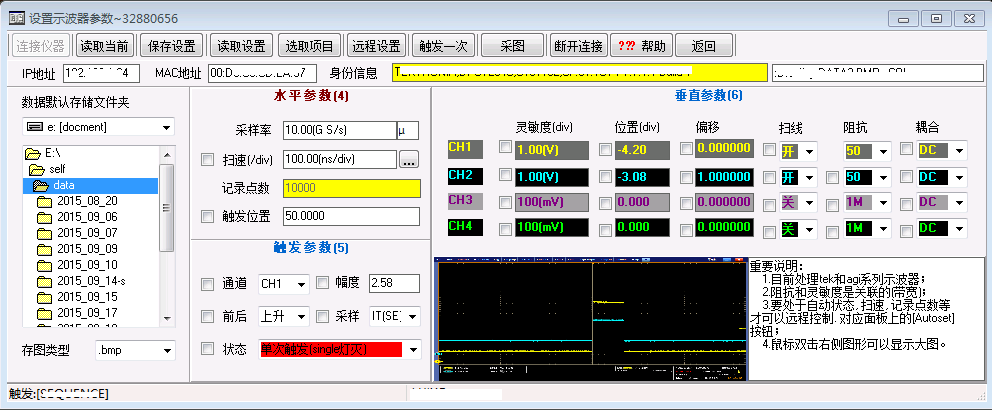 设置示波器参数~32880656
连接仪器 读取当前 保存设置 读取设置 选取项目 远程设置 触发一次 采图 断开连接 ??? 帮助 返回
IP地址 MAC地址 身份信息
数据默认存储文件夹 水平参数(4) 垂直参数(6)
e: [docment]
E:\
self
data
2015_08_20
2015_09_06
2015_09_07
2015_09_09
2015_09_10
2015_09_14-s
2015_09_15
2015_09_17
存图类型 .bmp
采样率 10.00(G S/s) μ
扫速(/div) 100.00(ns/div) ...
记录点数 10000
触发位置 50.0000
触发参数(5)
通道 CH1 幅度 2.58
前后 上升 采样 IT(SE)
状态 单次触发(single灯灭)
灵敏度(div) 位置(div) 偏移 扫线 阻抗 耦合
CH1 1.00(V) -4.20 0.000000 开 50 DC
CH2 1.00(V) -3.08 1.000000 开 50 DC
CH3 100(mV) 0.000 0.000000 关 1M DC
CH4 100(mV) 0.000 0.000000 关 1M DC
重要说明:
1.目前处理tek和agi系列示波器;
2.阻抗和灵敏度是关联的(带宽);
3.要处于自动状态.扫速.记录点数等
才可以远程控制.对应面板上的[Autoset]
按钮;
4.鼠标双击右侧图形可以显示大图。
触发:[SEQUENCE]